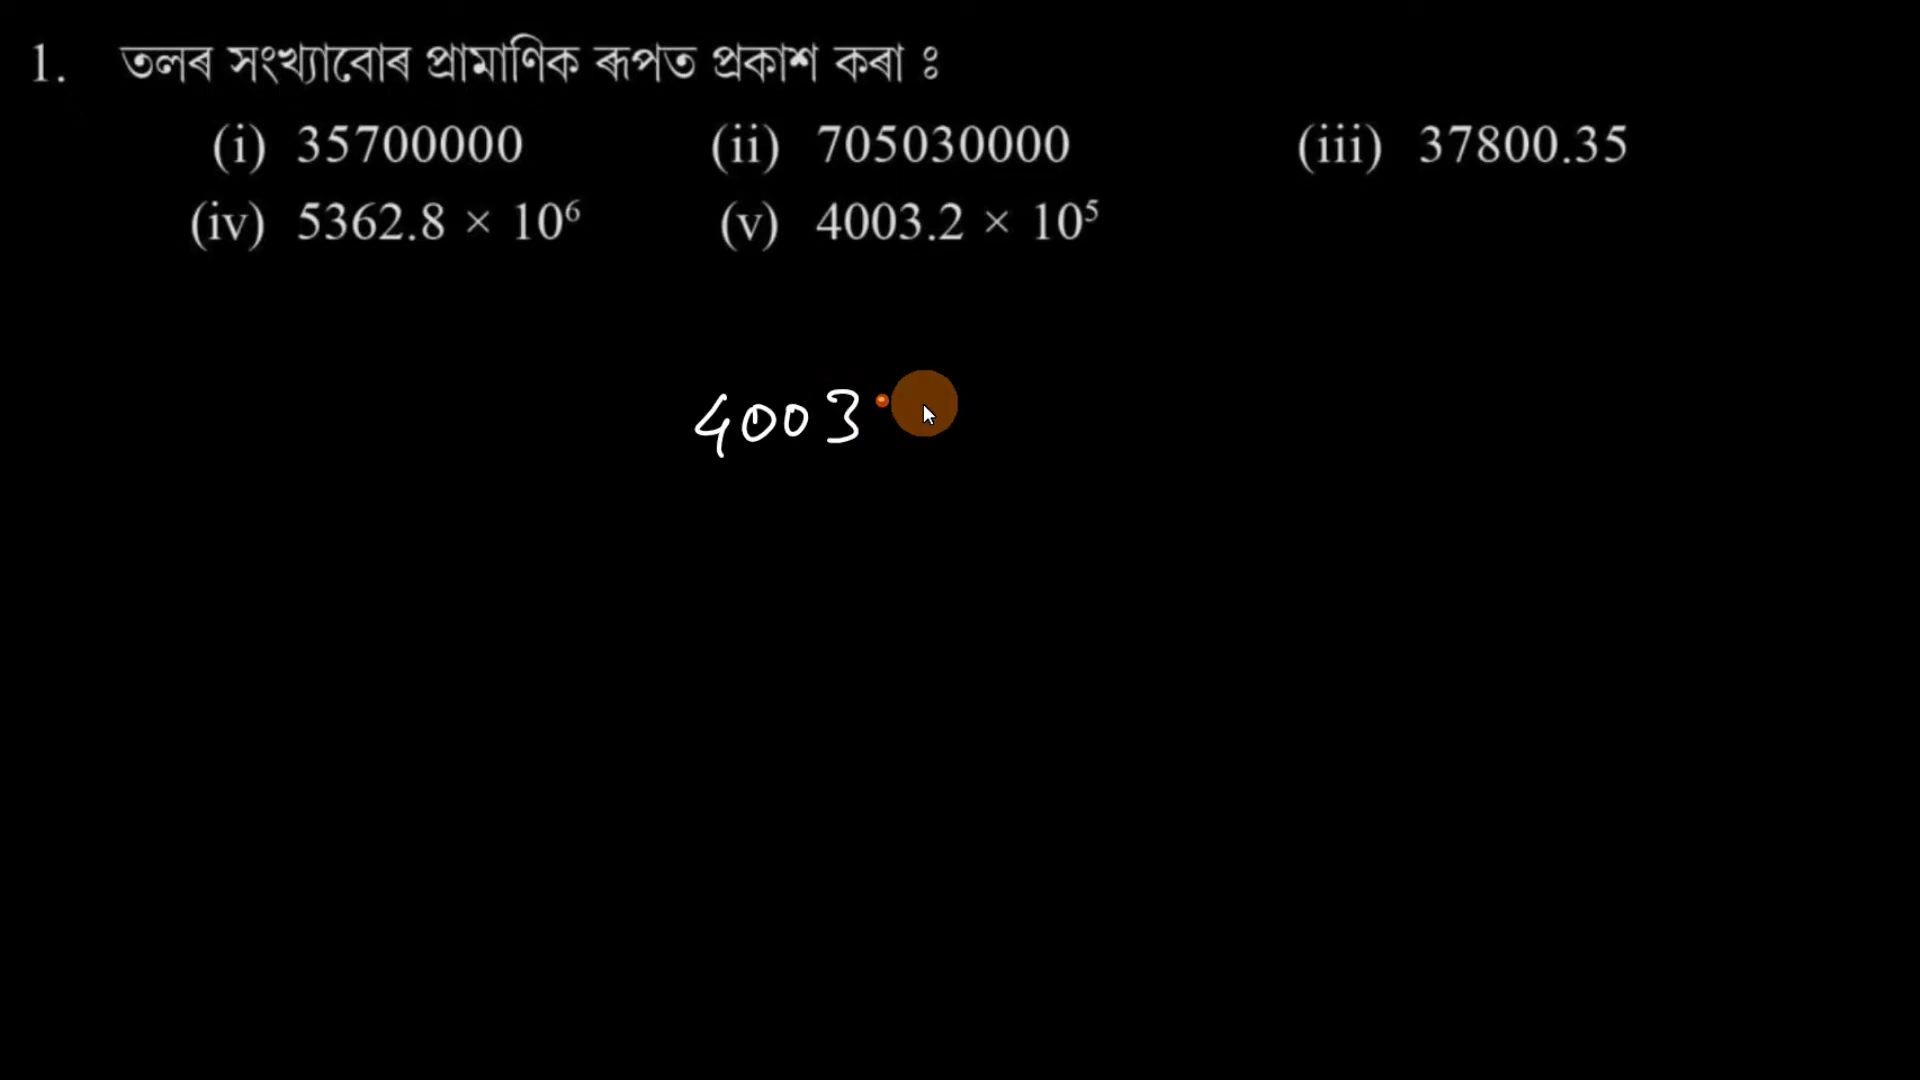 1. তলৰ সংখ্যাবোৰ প্ৰামাণিক ৰূপত প্ৰকাশ কৰা ঃ
(i) 35700000 (ii) 705030000 (iii) 37800.35
(iv) 5362.8 × 10⁶ (v) 4003.2 × 10⁵
4003.